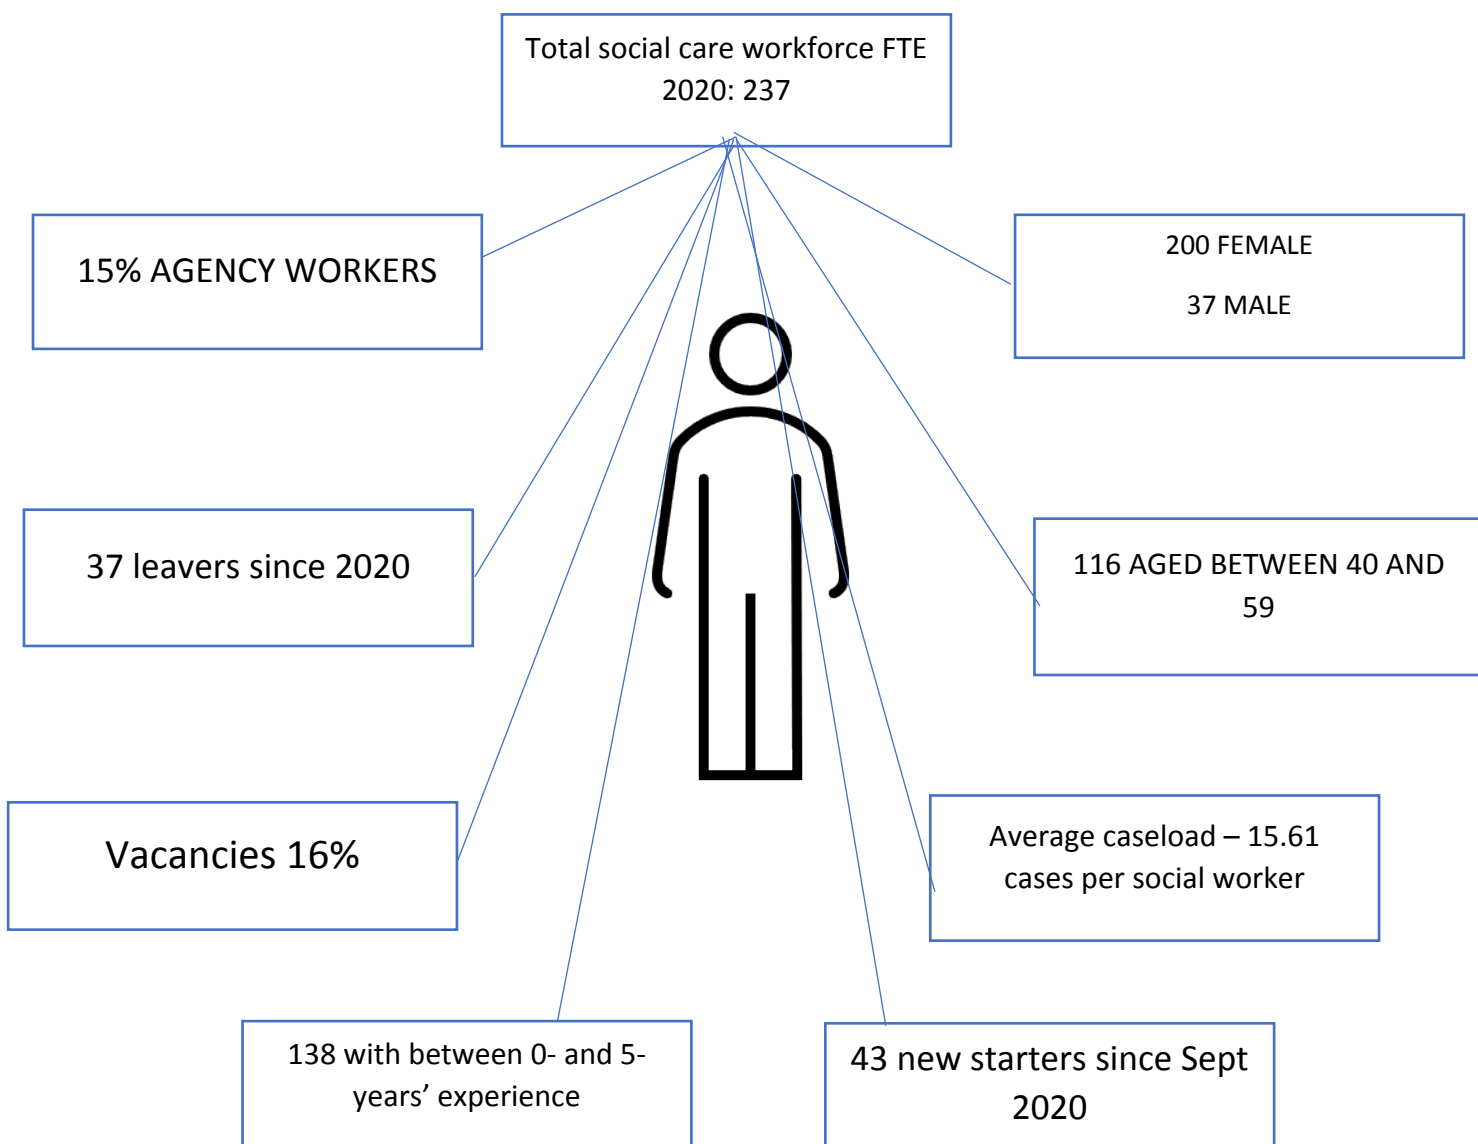 Total social care workforce FTE
2020: 237
15% AGENCY WORKERS
200 FEMALE
37 MALE
37 leavers since 2020
116 AGED BETWEEN 40 AND
59
Vacancies 16%
Average caseload – 15.61
cases per social worker
138 with between 0- and 5-
years’ experience
43 new starters since Sept
2020